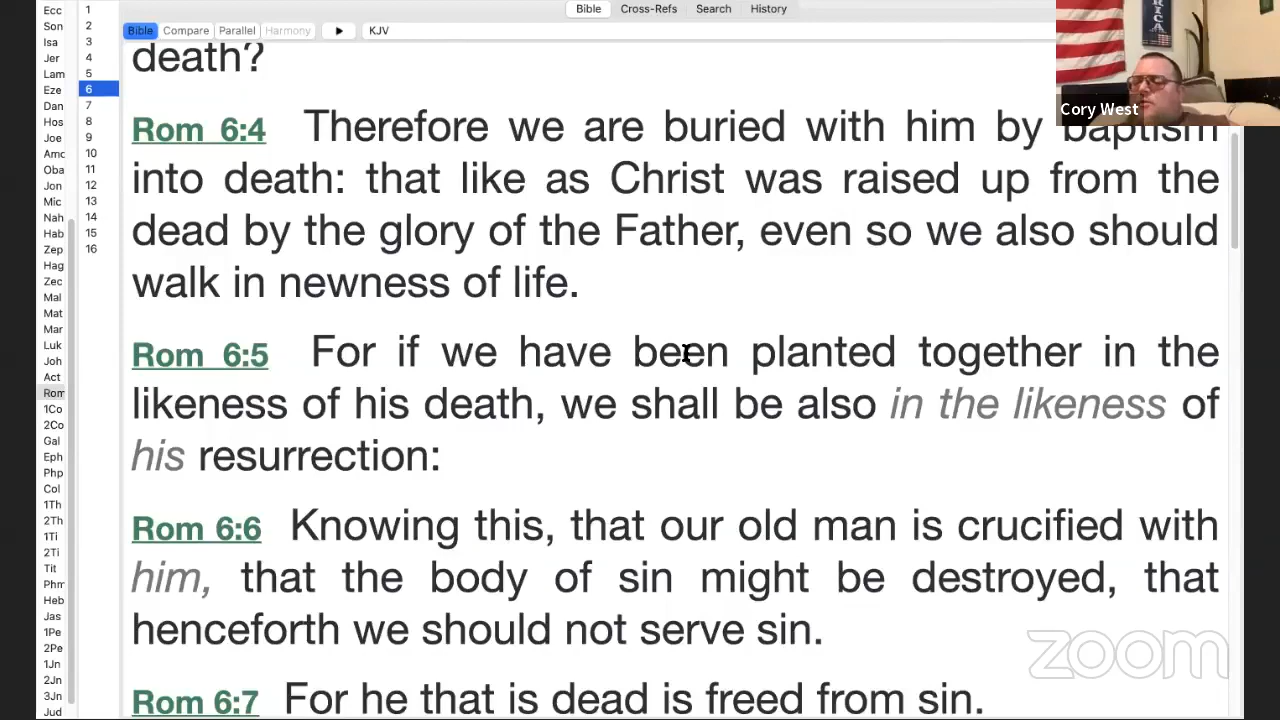 Bible Cross-Refs Search History
Bible Compare Parallel Harmony KJV
Ecc
Son
Isa
Jer
Lam
Eze
Dan
Hos
Joe
Amo
Oba
Jon
Mic
Nah
Hab
Zep
Hag
Zec
Mal
Mat
Mar
Luk
Joh
Act
Rom
1Co
2Co
Gal
Eph
Php
Col
1Th
2Th
1Ti
2Ti
Tit
Phm
Heb
Jas
1Pe
2Pe
1Jn
2Jn
3Jn
Jud
1
2
3
4
5
6
7
8
9
10
11
12
13
14
15
16
death?
Rom 6:4 Therefore we are buried with him by baptism
into death: that like as Christ was raised up from the
dead by the glory of the Father, even so we also should
walk in newness of life.
Rom 6:5 For if we have been planted together in the
likeness of his death, we shall be also in the likeness of
his resurrection:
Rom 6:6 Knowing this, that our old man is crucified with
him, that the body of sin might be destroyed, that
henceforth we should not serve sin.
Rom 6:7 For he that is dead is freed from sin.
RICA
Cory West
zoom